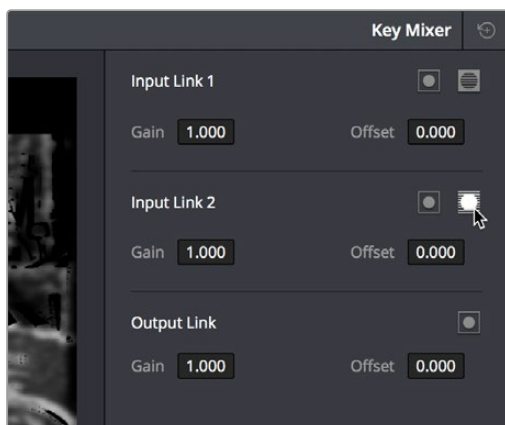 Key Mixer
Input Link 1
Gain 1.000 Offset 0.000
Input Link 2
Gain 1.000 Offset 0.000
Output Link
Gain 1.000 Offset 0.000